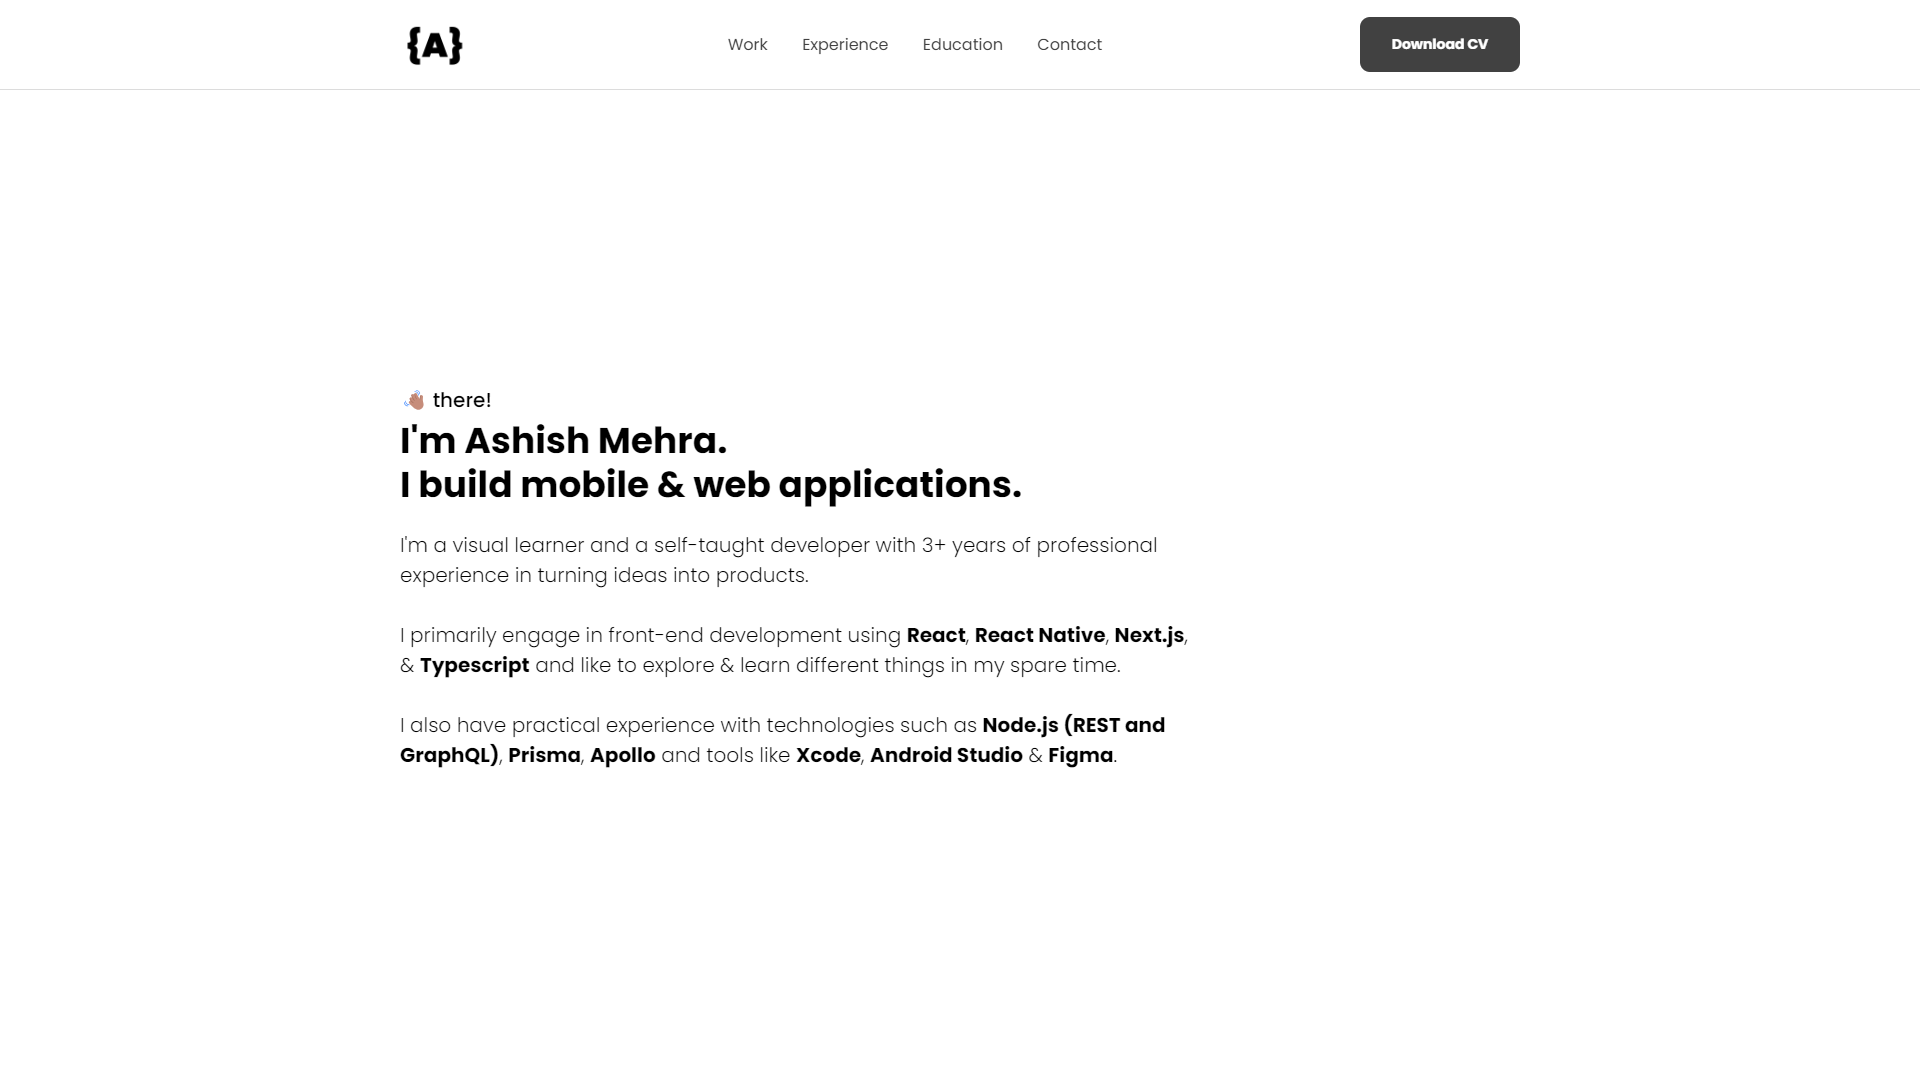 {A}
Work Experience Education Contact
Download CV
👋🏽 there!
I'm Ashish Mehra.
I build mobile & web applications.
I'm a visual learner and a self-taught developer with 3+ years of professional
experience in turning ideas into products.
I primarily engage in front-end development using React, React Native, Next.js,
& Typescript and like to explore & learn different things in my spare time.
I also have practical experience with technologies such as Node.js (REST and
GraphQL), Prisma, Apollo and tools like Xcode, Android Studio & Figma.